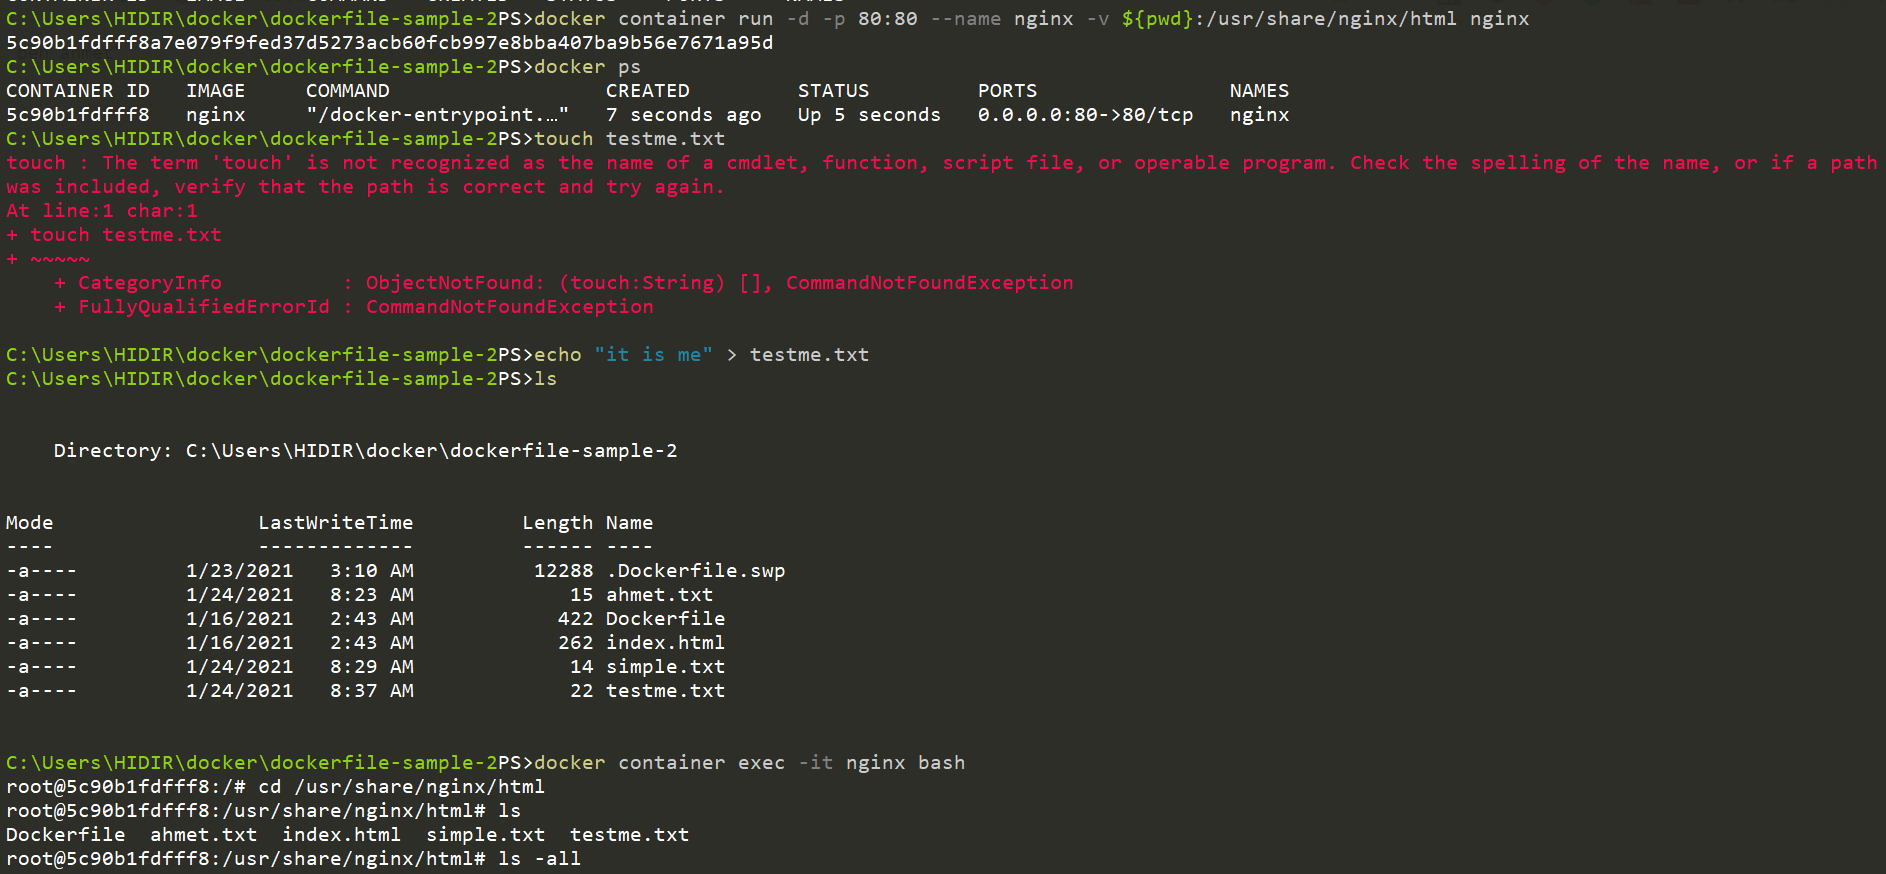 C:\Users\HIDIR\docker\dockerfile-sample-2PS>docker container run -d -p 80:80 --name nginx -v ${pwd}:/usr/share/nginx/html nginx
5c90b1fdfff8a7e079f9fed37d5273acb60fcb997e8bba407ba9b56e7671a95d
C:\Users\HIDIR\docker\dockerfile-sample-2PS>docker ps
CONTAINER ID   IMAGE     COMMAND                  CREATED         STATUS         PORTS                NAMES
5c90b1fdfff8   nginx     "/docker-entrypoint.…"   7 seconds ago   Up 5 seconds   0.0.0.0:80->80/tcp   nginx
C:\Users\HIDIR\docker\dockerfile-sample-2PS>touch testme.txt
touch : The term 'touch' is not recognized as the name of a cmdlet, function, script file, or operable program. Check the spelling of the name, or if a path
was included, verify that the path is correct and try again.
At line:1 char:1
+ touch testme.txt
+ ~~~~~
    + CategoryInfo          : ObjectNotFound: (touch:String) [], CommandNotFoundException
    + FullyQualifiedErrorId : CommandNotFoundException
C:\Users\HIDIR\docker\dockerfile-sample-2PS>echo "it is me" > testme.txt
C:\Users\HIDIR\docker\dockerfile-sample-2PS>ls
    Directory: C:\Users\HIDIR\docker\dockerfile-sample-2
Mode                 LastWriteTime         Length Name
----                 -------------         ------ ----
-a----         1/23/2021   3:10 AM          12288 .Dockerfile.swp
-a----         1/24/2021   8:23 AM             15 ahmet.txt
-a----         1/16/2021   2:43 AM            422 Dockerfile
-a----         1/16/2021   2:43 AM            262 index.html
-a----         1/24/2021   8:29 AM             14 simple.txt
-a----         1/24/2021   8:37 AM             22 testme.txt
C:\Users\HIDIR\docker\dockerfile-sample-2PS>docker container exec -it nginx bash
root@5c90b1fdfff8:/# cd /usr/share/nginx/html
root@5c90b1fdfff8:/usr/share/nginx/html# ls
Dockerfile  ahmet.txt  index.html  simple.txt  testme.txt
root@5c90b1fdfff8:/usr/share/nginx/html# ls -all